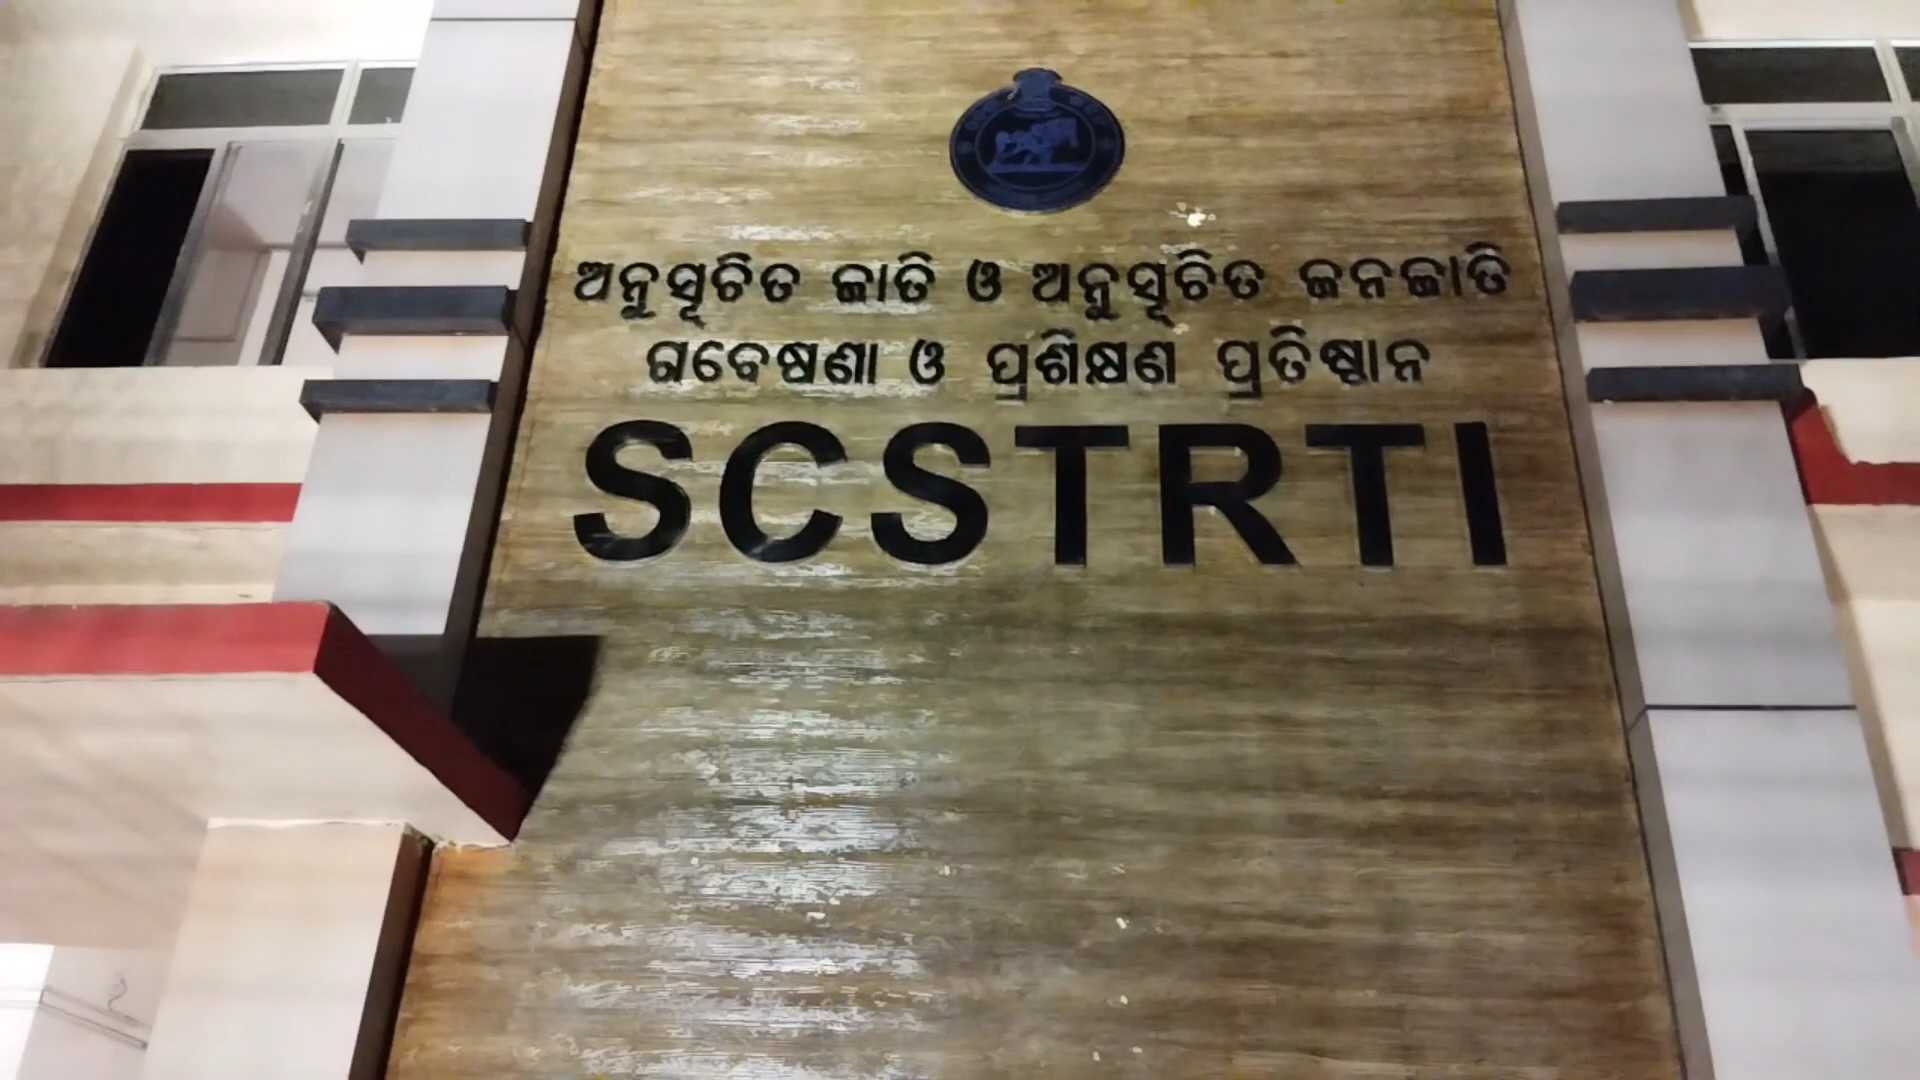 ଅନୁସୂଚିତ ଜାତି ଓ ଅନୁସୂଚିତ ଜନଜାତି
ଗବେଷଣା ଓ ପ୍ରଶିକ୍ଷଣ ପ୍ରତିଷ୍ଠାନ
SCSTRTI